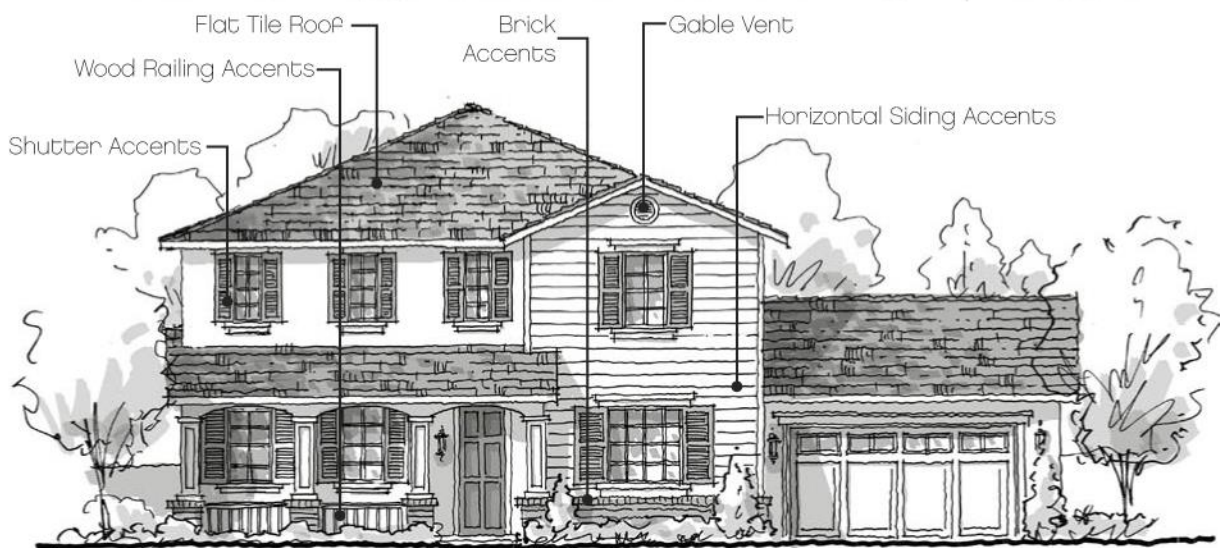 Flat Tile Roof
Brick
Accents
Gable Vent
Wood Railing Accents
Horizontal Siding Accents
Shutter Accents